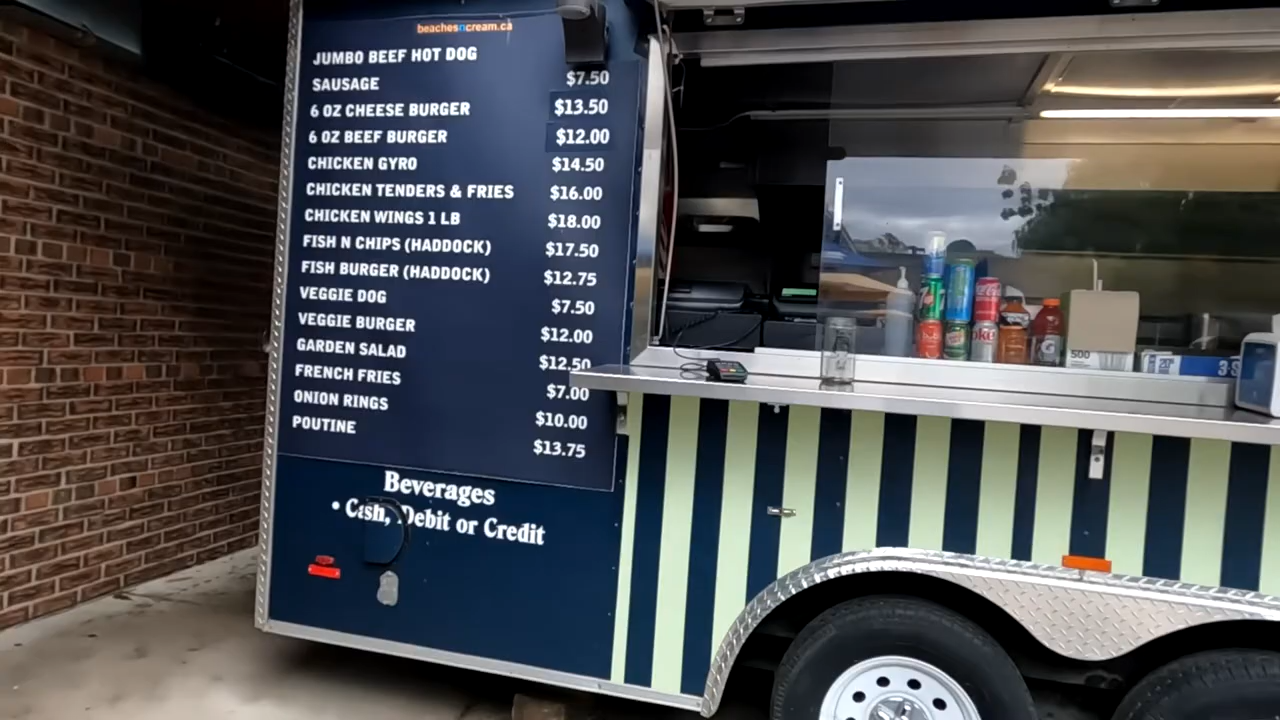 beachesncream.ca
JUMBO BEEF HOT DOG
SAUSAGE $7.50
6 OZ CHEESE BURGER $13.50
6 OZ BEEF BURGER $12.00
CHICKEN GYRO $14.50
CHICKEN TENDERS & FRIES $16.00
CHICKEN WINGS 1 LB $18.00
FISH N CHIPS (HADDOCK) $17.50
FISH BURGER (HADDOCK) $12.75
VEGGIE DOG $7.50
VEGGIE BURGER $12.00
GARDEN SALAD $12.50
FRENCH FRIES $7.00
ONION RINGS $10.00
POUTINE $13.75
Beverages
• Cash, Debit or Credit
500